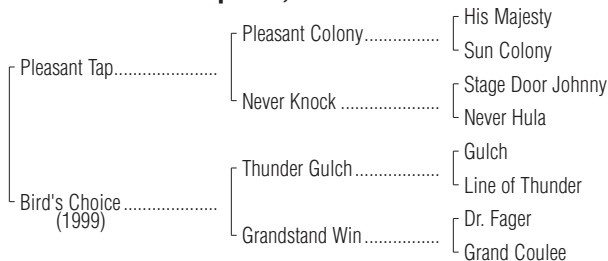 His Majesty
Pleasant Colony................
Sun Colony
Pleasant Tap.....................
Stage Door Johnny
Never Knock ....................
Never Hula
Gulch
Thunder Gulch .................
Line of Thunder
Bird's Choice ...................
(1999)
Dr. Fager
Grandstand Win...............
Grand Coulee